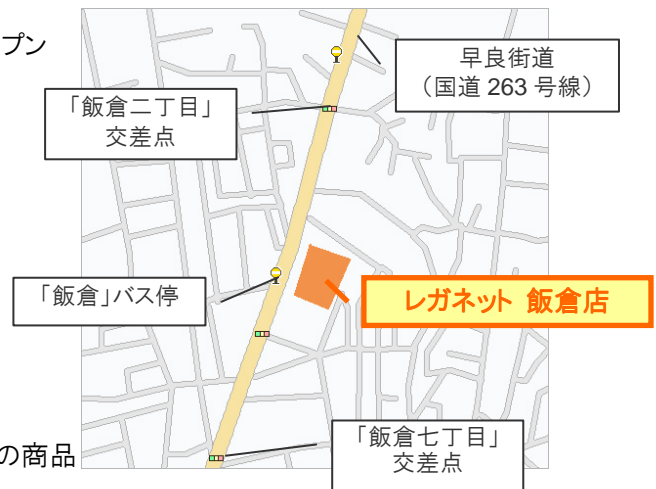 プン
早良街道
（国道 263 号線）
「飯倉二丁目」
交差点
「飯倉」バス停
レガネット 飯倉店
「飯倉七丁目」
交差点
の商品